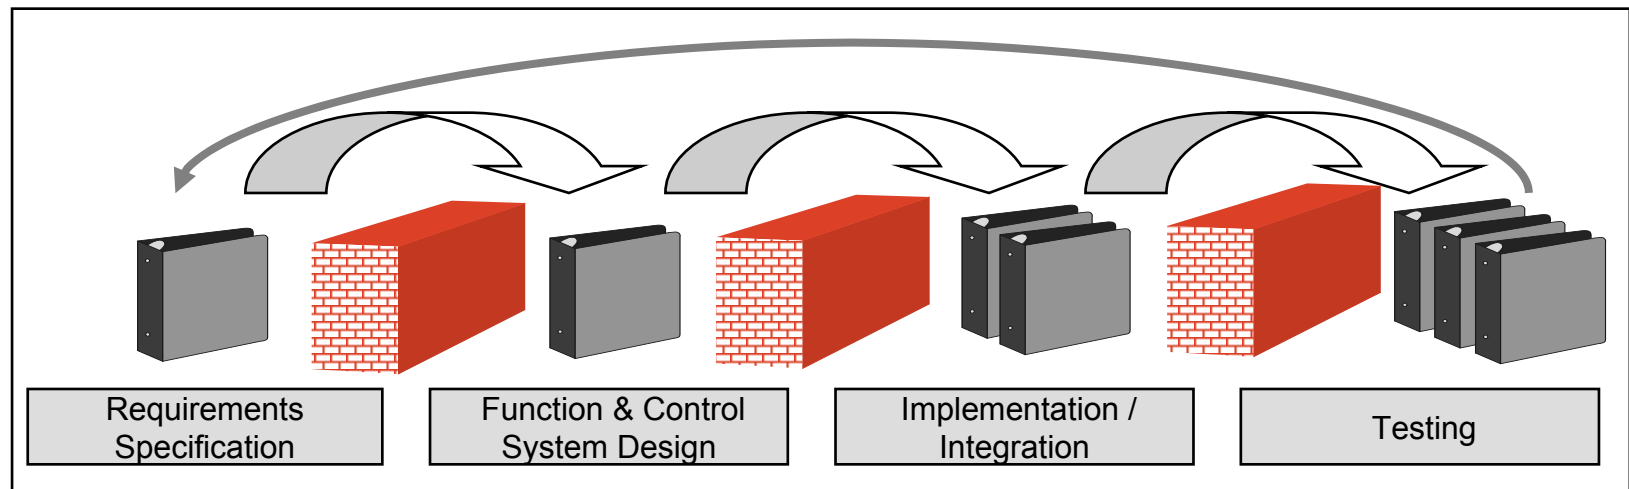 Requirements
Specification
Function & Control
System Design
Implementation /
Integration
Testing